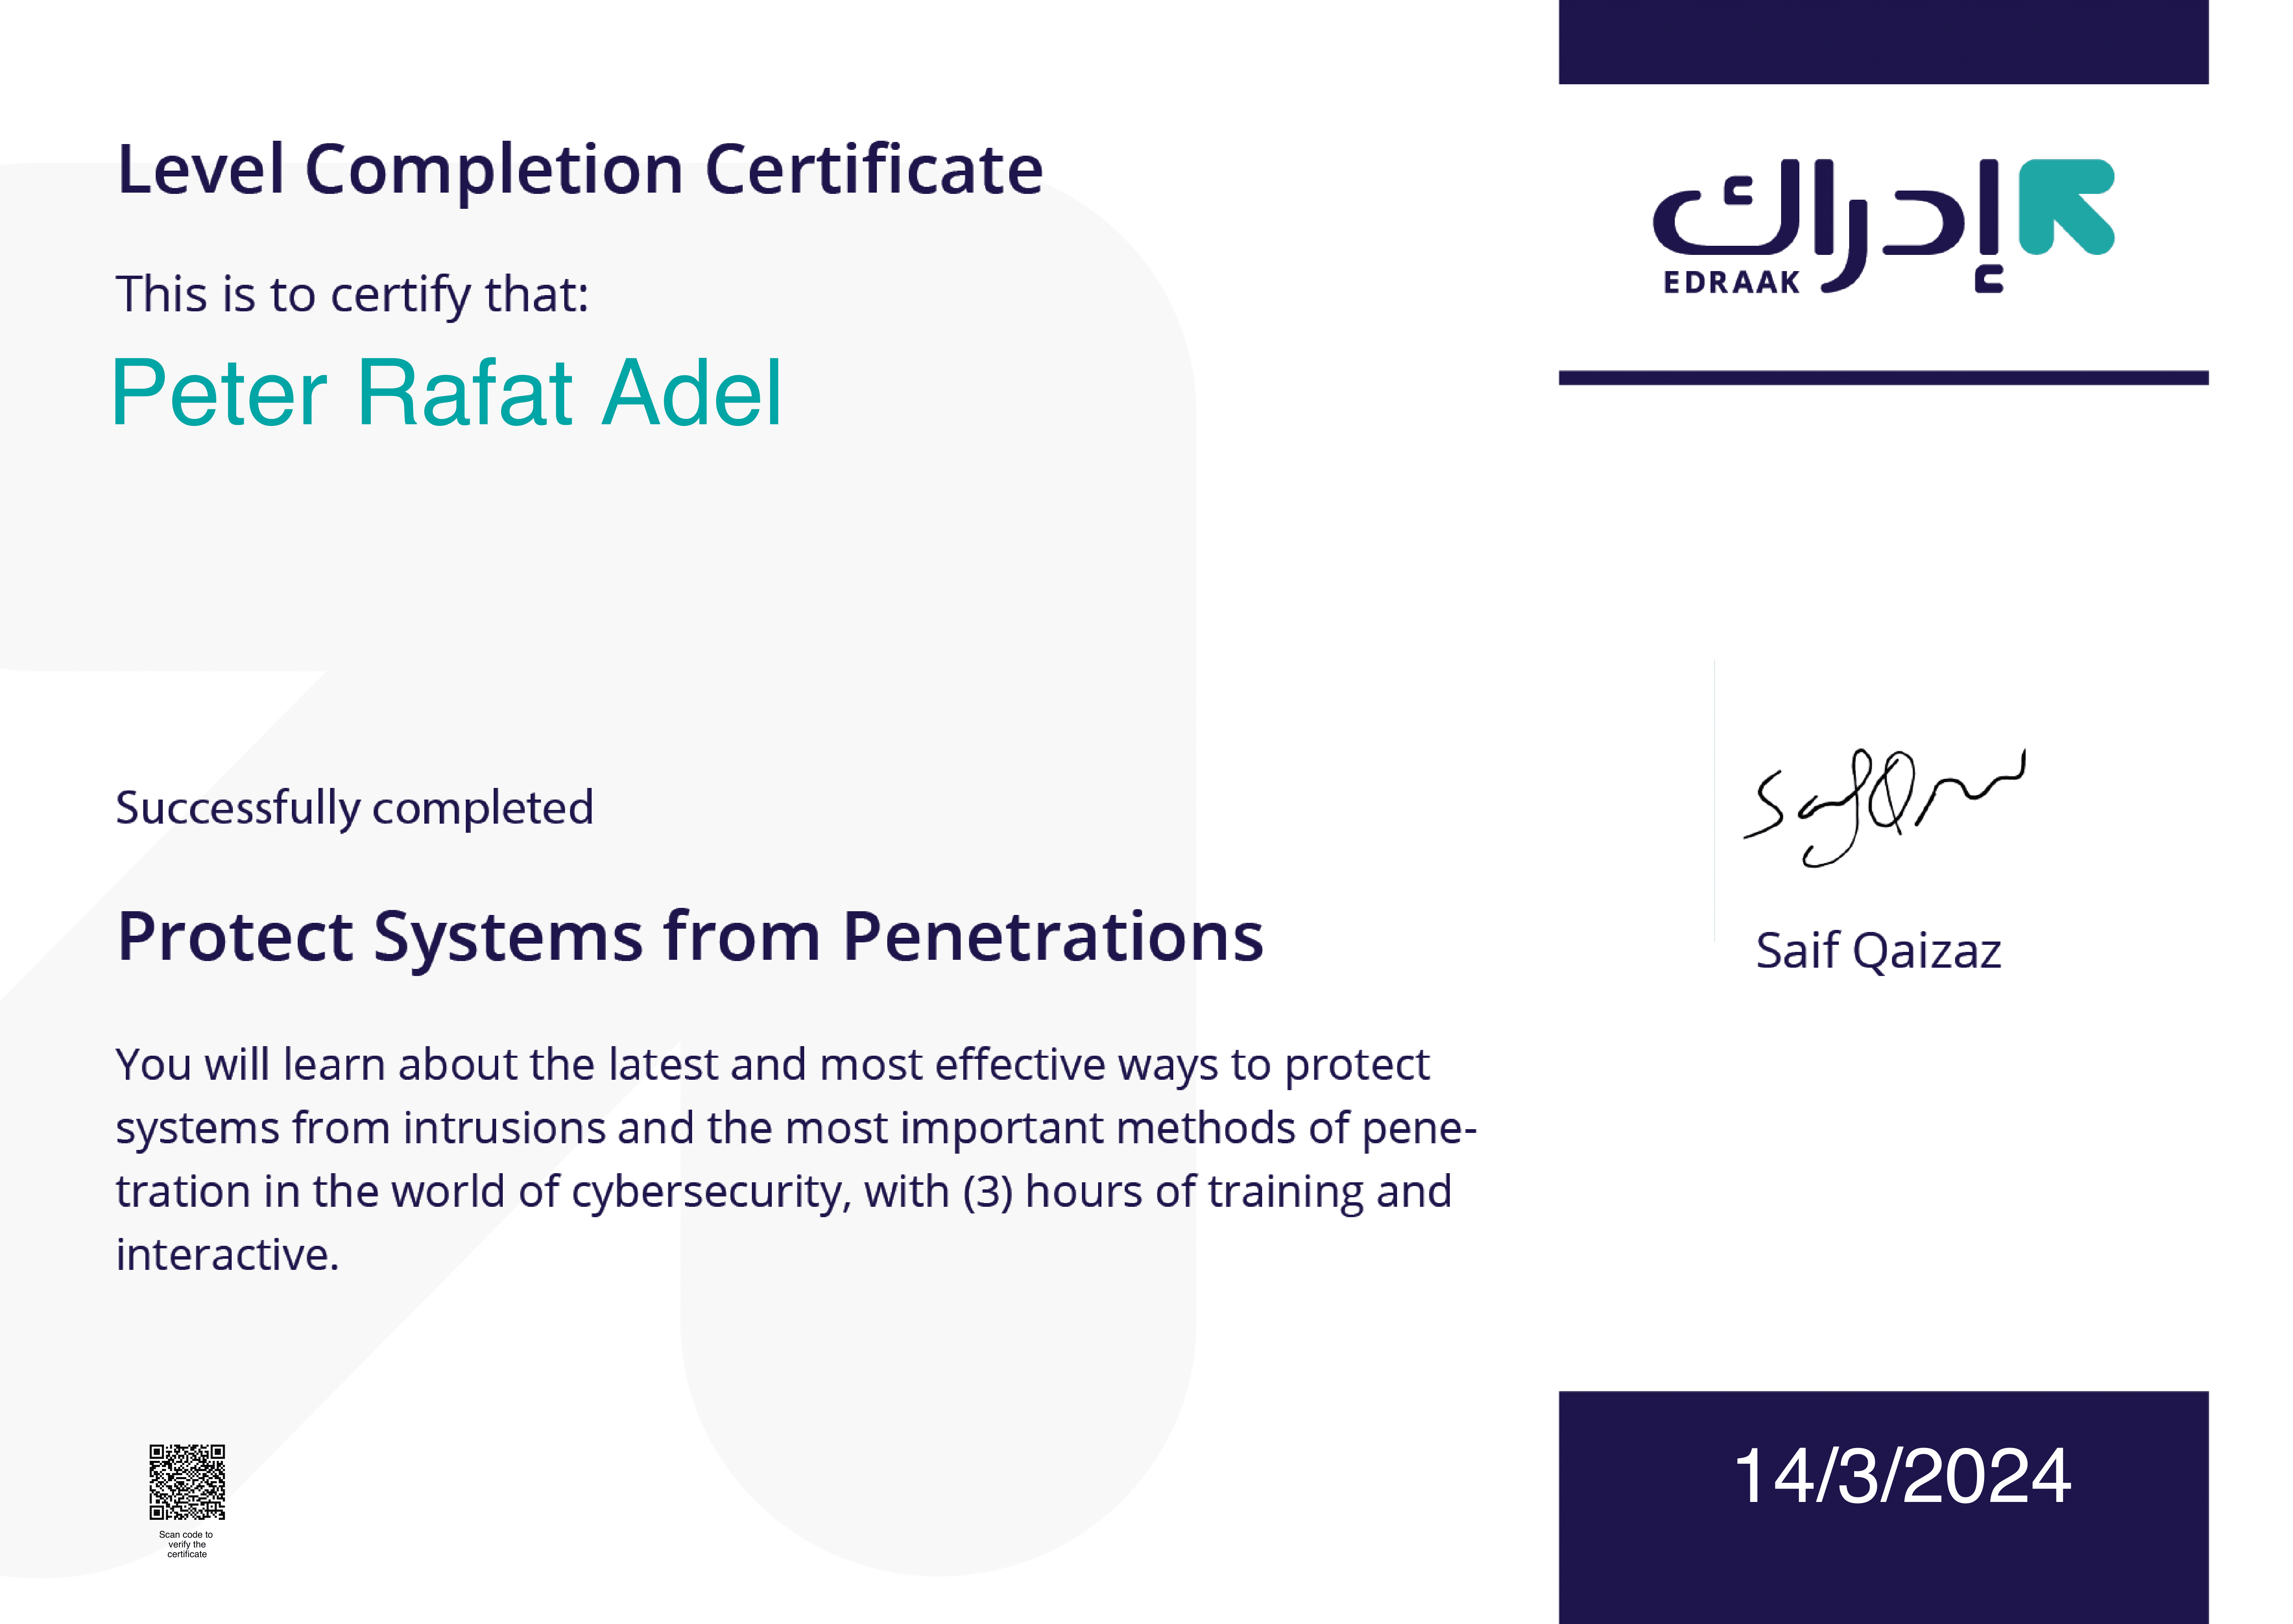 Level Completion Certificate
This is to certify that:
Peter Rafat Adel
Successfully completed
Protect Systems from Penetrations
You will learn about the latest and most effective ways to protect
systems from intrusions and the most important methods of pene-
tration in the world of cybersecurity, with (3) hours of training and
interactive.
Scan code to
verify the
certificate
إدراك
EDRAAK
Saif Qaizaz
14/3/2024